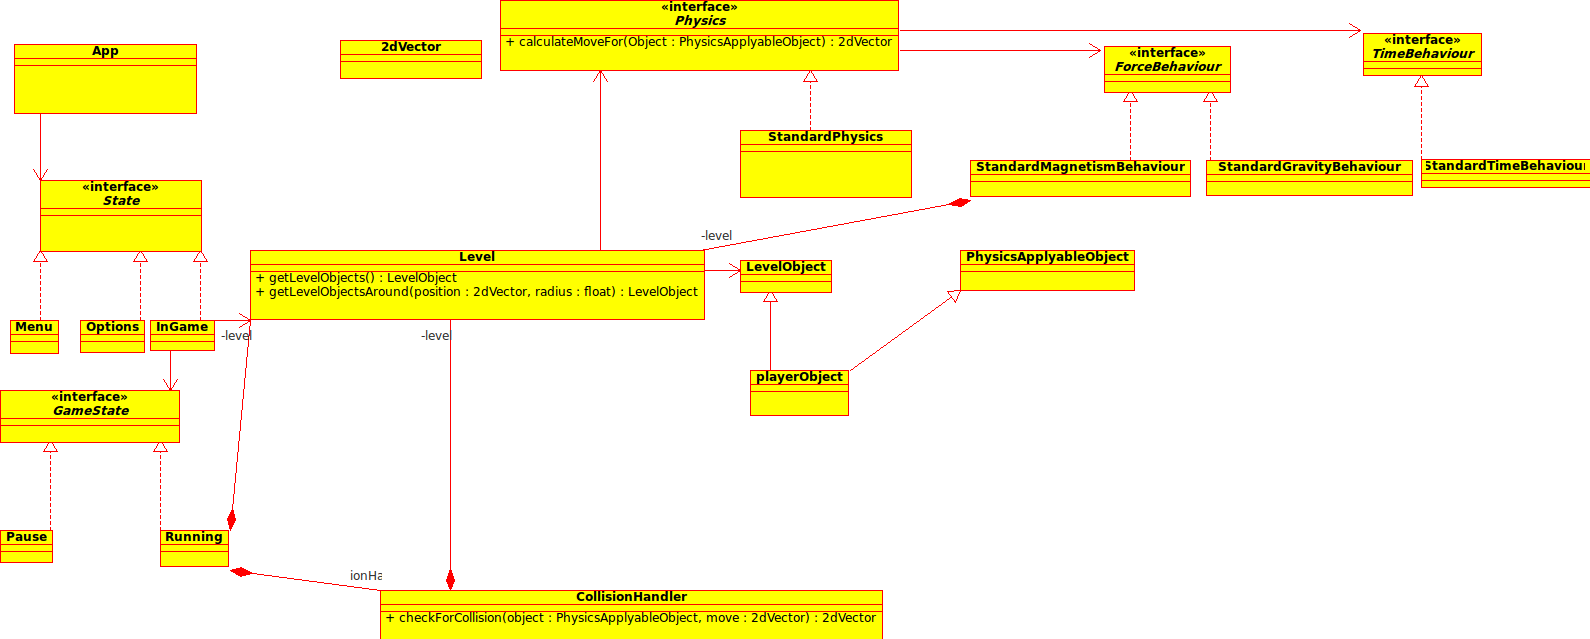 «interface»
Physics
+ calculateMoveFor(Object : PhysicsApplyableObject) : 2dVector
App
2dVector
«interface»
ForceBehaviour
«interface»
TimeBehaviour
StandardPhysics
StandardMagnetismBehaviour
StandardGravityBehaviour
StandardTimeBehaviour
«interface»
State
-level
Level
+ getLevelObjects() : LevelObject
+ getLevelObjectsAround(position : 2dVector, radius : float) : LevelObject
LevelObject
PhysicsApplyableObject
Menu
Options
InGame
-level
-level
playerObject
«interface»
GameState
Pause
Running
ionHa
CollisionHandler
+ checkForCollision(object : PhysicsApplyableObject, move : 2dVector) : 2dVector